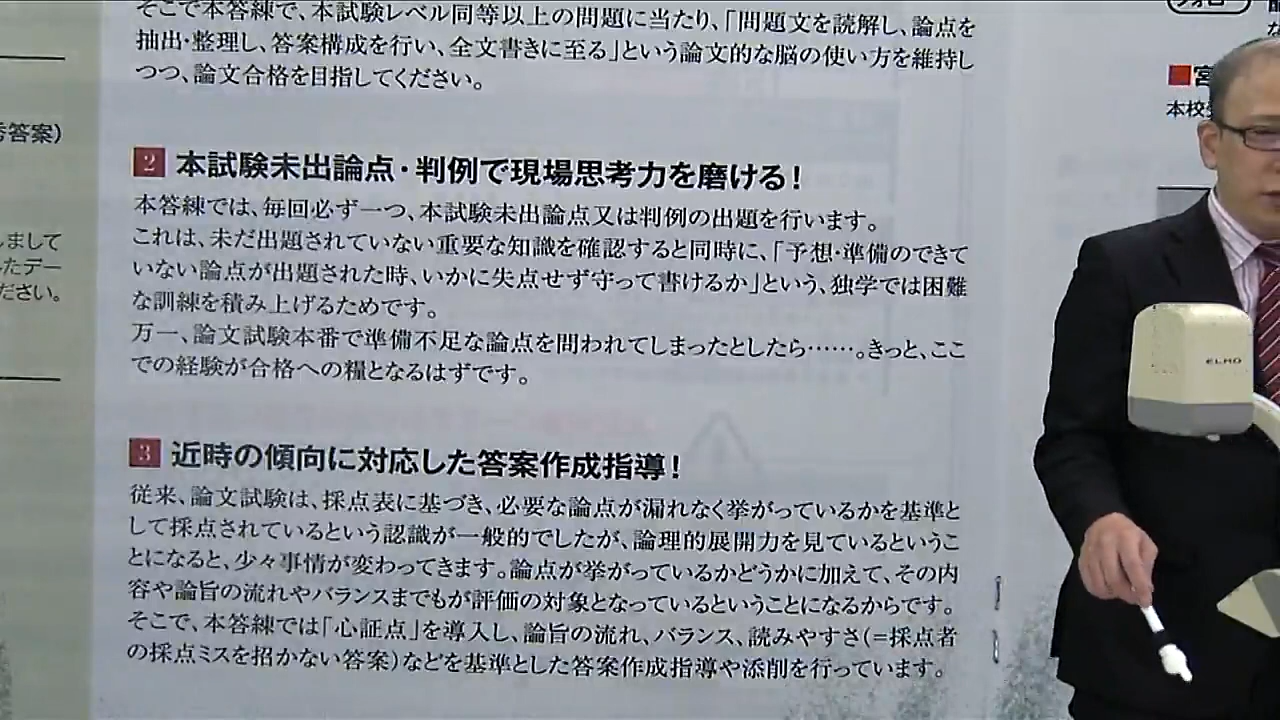 そこで本答練で、本試験レベル同等以上の問題に当たり、「問題文を読解し、論点を
抽出・整理し、答案構成を行い、全文書きに至る」という論文的な脳の使い方を維持し
つつ、論文合格を目指してください。
秀答案)
しまして
したデー
ださい。
2 本試験未出論点・判例で現場思考力を磨ける!
本答練では、毎回必ず一つ、本試験未出論点又は判例の出題を行います。
これは、未だ出題されていない重要な知識を確認すると同時に、「予想・準備のできて
いない論点が出題された時、いかに失点せず守って書けるか」という、独学では困難
な訓練を積み上げるためです。
万一、論文試験本番で準備不足な論点を問われてしまったとしたら……。きっと、ここ
での経験が合格への糧となるはずです。
3 近時の傾向に対応した答案作成指導!
従来、論文試験は、採点表に基づき、必要な論点が漏れなく挙がっているかを基準と
して採点されているという認識が一般的でしたが、論理的展開力を見ているというこ
とになると、少々事情が変わってきます。論点が挙がっているかどうかに加えて、その内
容や論旨の流れやバランスまでもが評価の対象となっているということになるからです。
そこで、本答練では「心証点」を導入し、論旨の流れ、バランス、読みやすさ(=採点者
の採点ミスを招かない答案)などを基準とした答案作成指導や添削を行っています。
フォロー
■宮
本校
ELMO